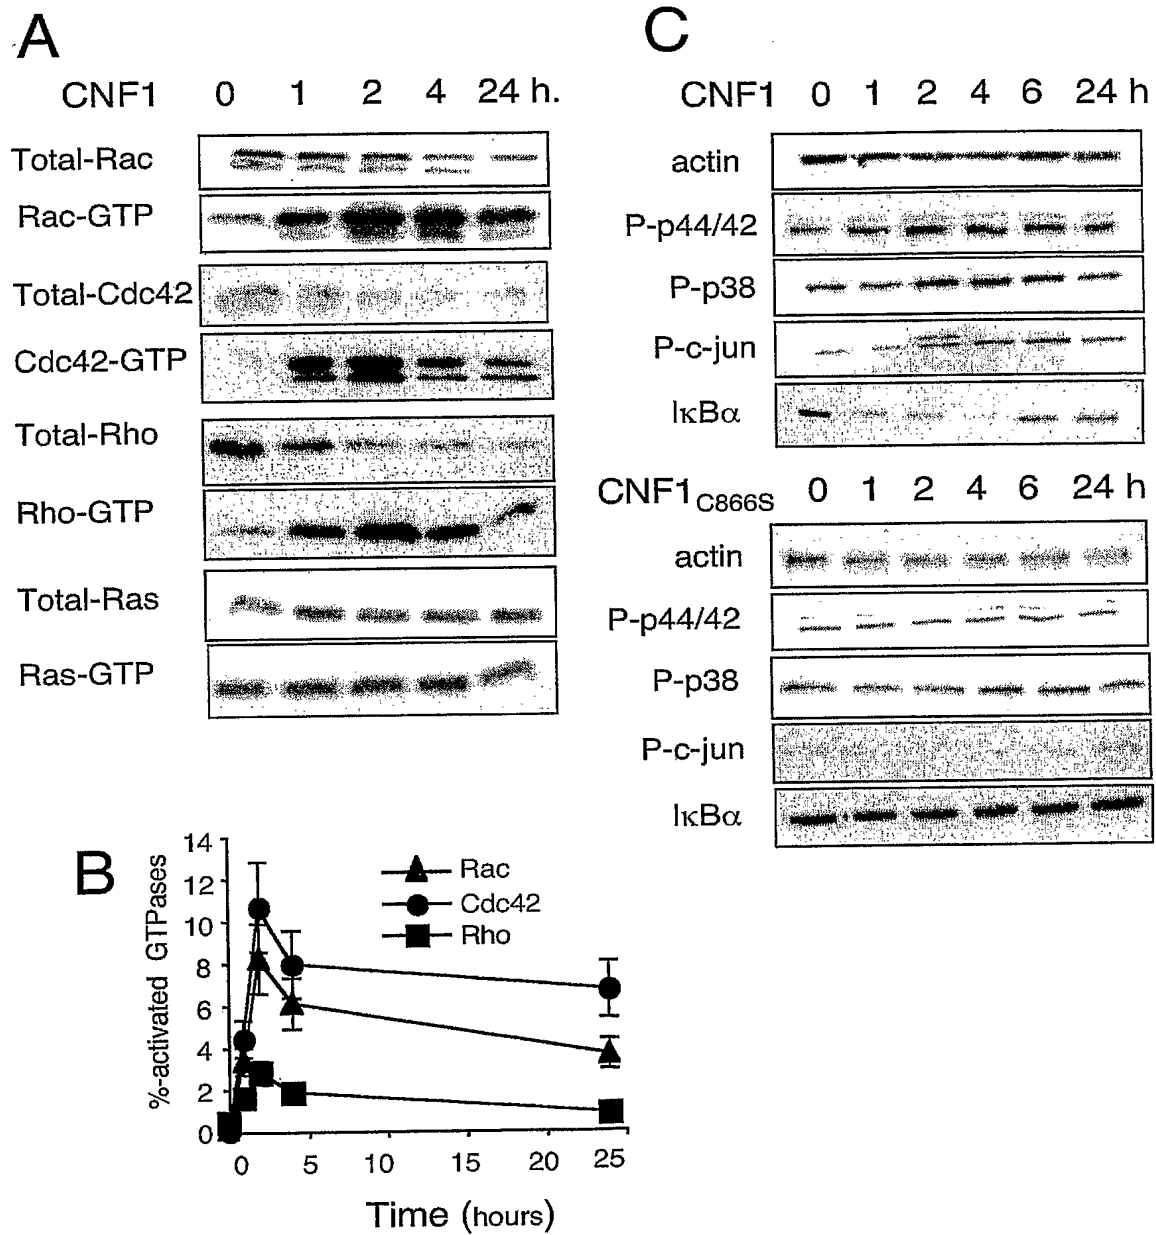 A
CNF1 0 1 2 4 24 h.
Total-Rac
Rac-GTP
Total-Cdc42
Cdc42-GTP
Total-Rho
Rho-GTP
Total-Ras
Ras-GTP
B
%-activated GTPases
14
12
10
8
6
4
2
0
Rac
Cdc42
Rho
0 5 10 15 20 25
Time (hours)
C
CNF1 0 1 2 4 6 24 h
actin
P-p44/42
P-p38
P-c-jun
IκBα
CNF1C866S 0 1 2 4 6 24 h
actin
P-p44/42
P-p38
P-c-jun
IκBα